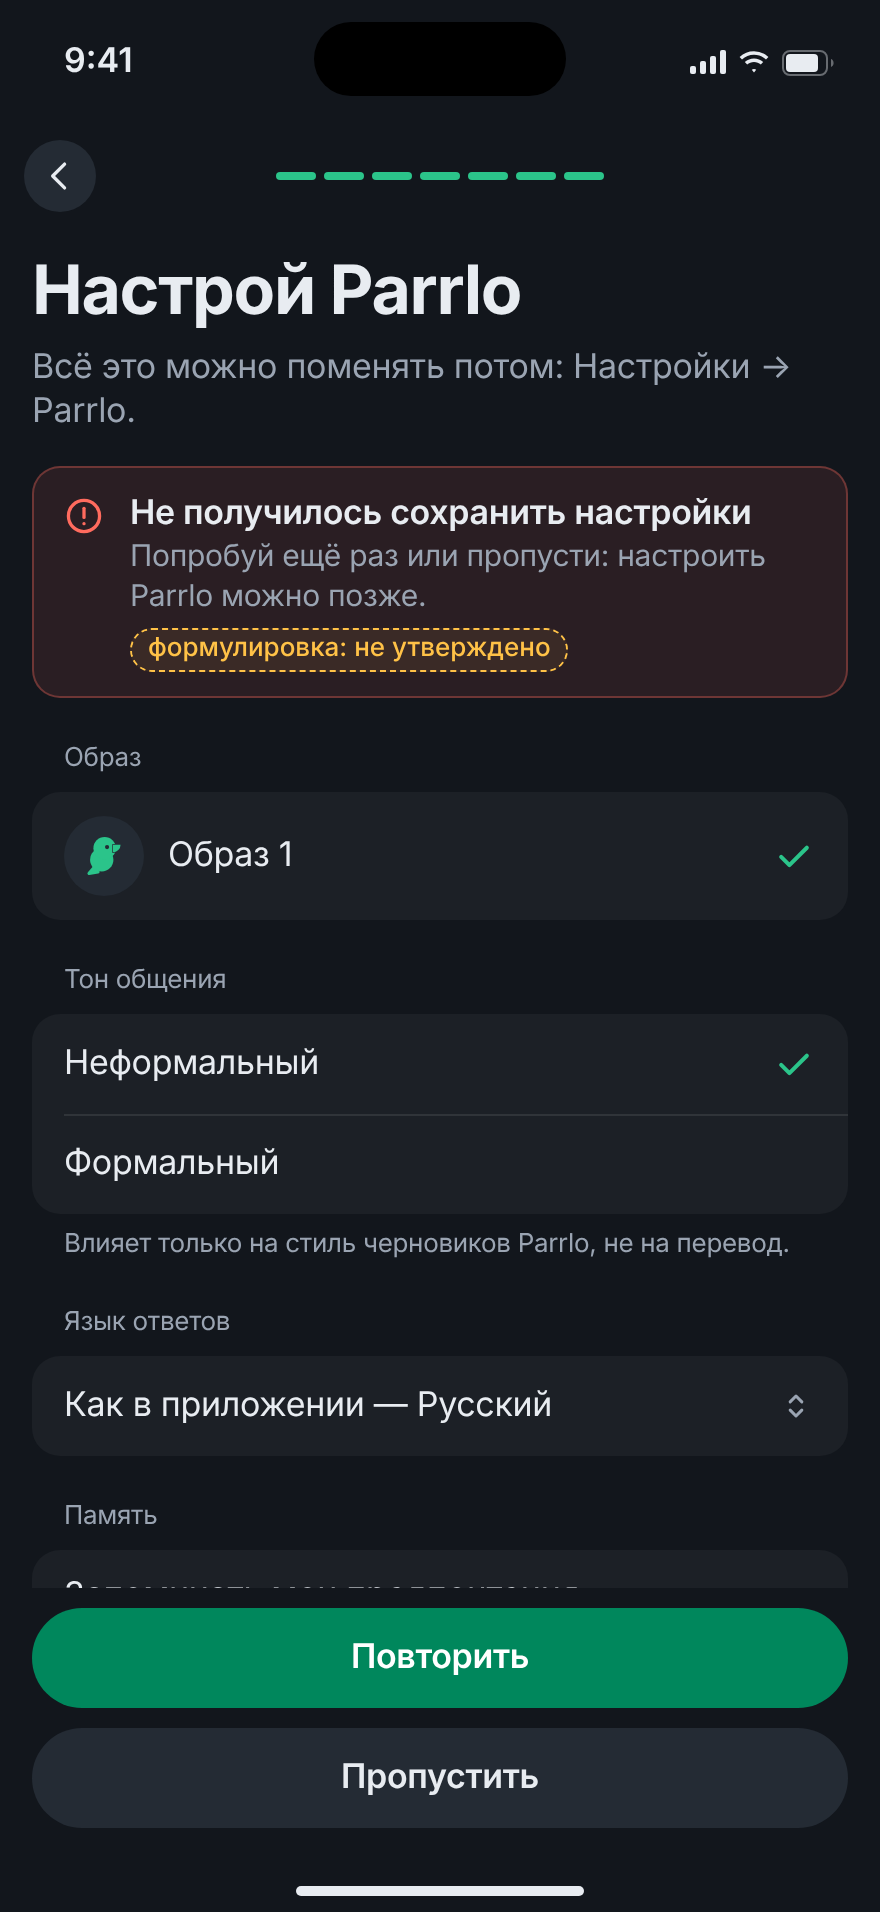 9:41
Настрой Parrlo
Всё это можно поменять потом: Настройки →
Parrlo.
Не получилось сохранить настройки
Попробуй ещё раз или пропусти: настроить
Parrlo можно позже.
формулировка: не утверждено
Образ
Образ 1
Тон общения
Неформальный
Формальный
Влияет только на стиль черновиков Parrlo, не на перевод.
Язык ответов
Как в приложении — Русский
Память
Повторить
Пропустить